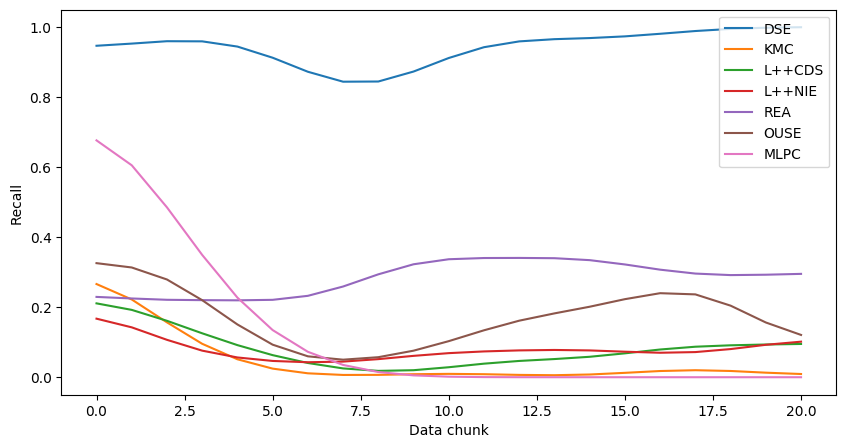 1.0
0.8
0.6
0.4
0.2
0.0
Recall
0.0 2.5 5.0 7.5 10.0 12.5 15.0 17.5 20.0
Data chunk
DSE
KMC
L++CDS
L++NIE
REA
OUSE
MLPC